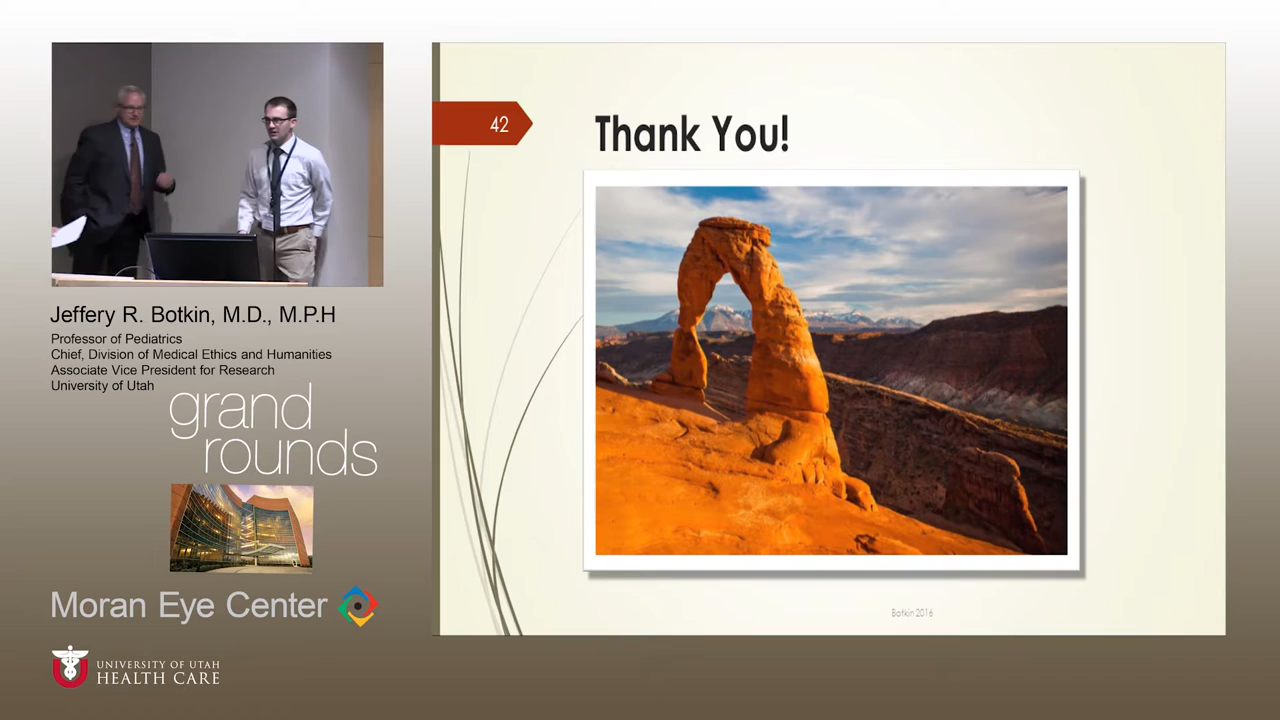 Jeffery R. Botkin, M.D., M.P.H
Professor of Pediatrics
Chief, Division of Medical Ethics and Humanities
Associate Vice President for Research
University of Utah
grand
rounds
Moran Eye Center
UNIVERSITY OF UTAH
HEALTH CARE
42
Thank You!
Botkin 2016